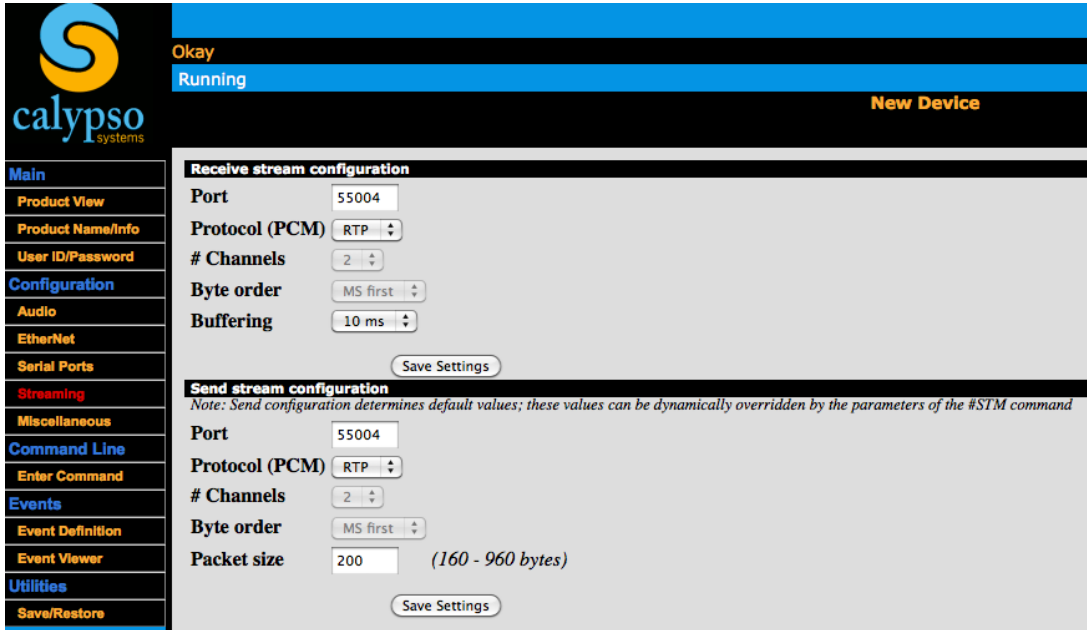 calypso
systems
Okay
Running
New Device
Main
Product View
Product Name/Info
User ID/Password
Configuration
Audio
EtherNet
Serial Ports
Streaming
Miscellaneous
Command Line
Enter Command
Events
Event Definition
Event Viewer
Utilities
Save/Restore
Receive stream configuration
Port 55004
Protocol (PCM) RTP
# Channels 2
Byte order MS first
Buffering 10 ms
Save Settings
Send stream configuration
Note: Send configuration determines default values; these values can be dynamically overridden by the parameters of the #STM command
Port 55004
Protocol (PCM) RTP
# Channels 2
Byte order MS first
Packet size 200 (160 - 960 bytes)
Save Settings